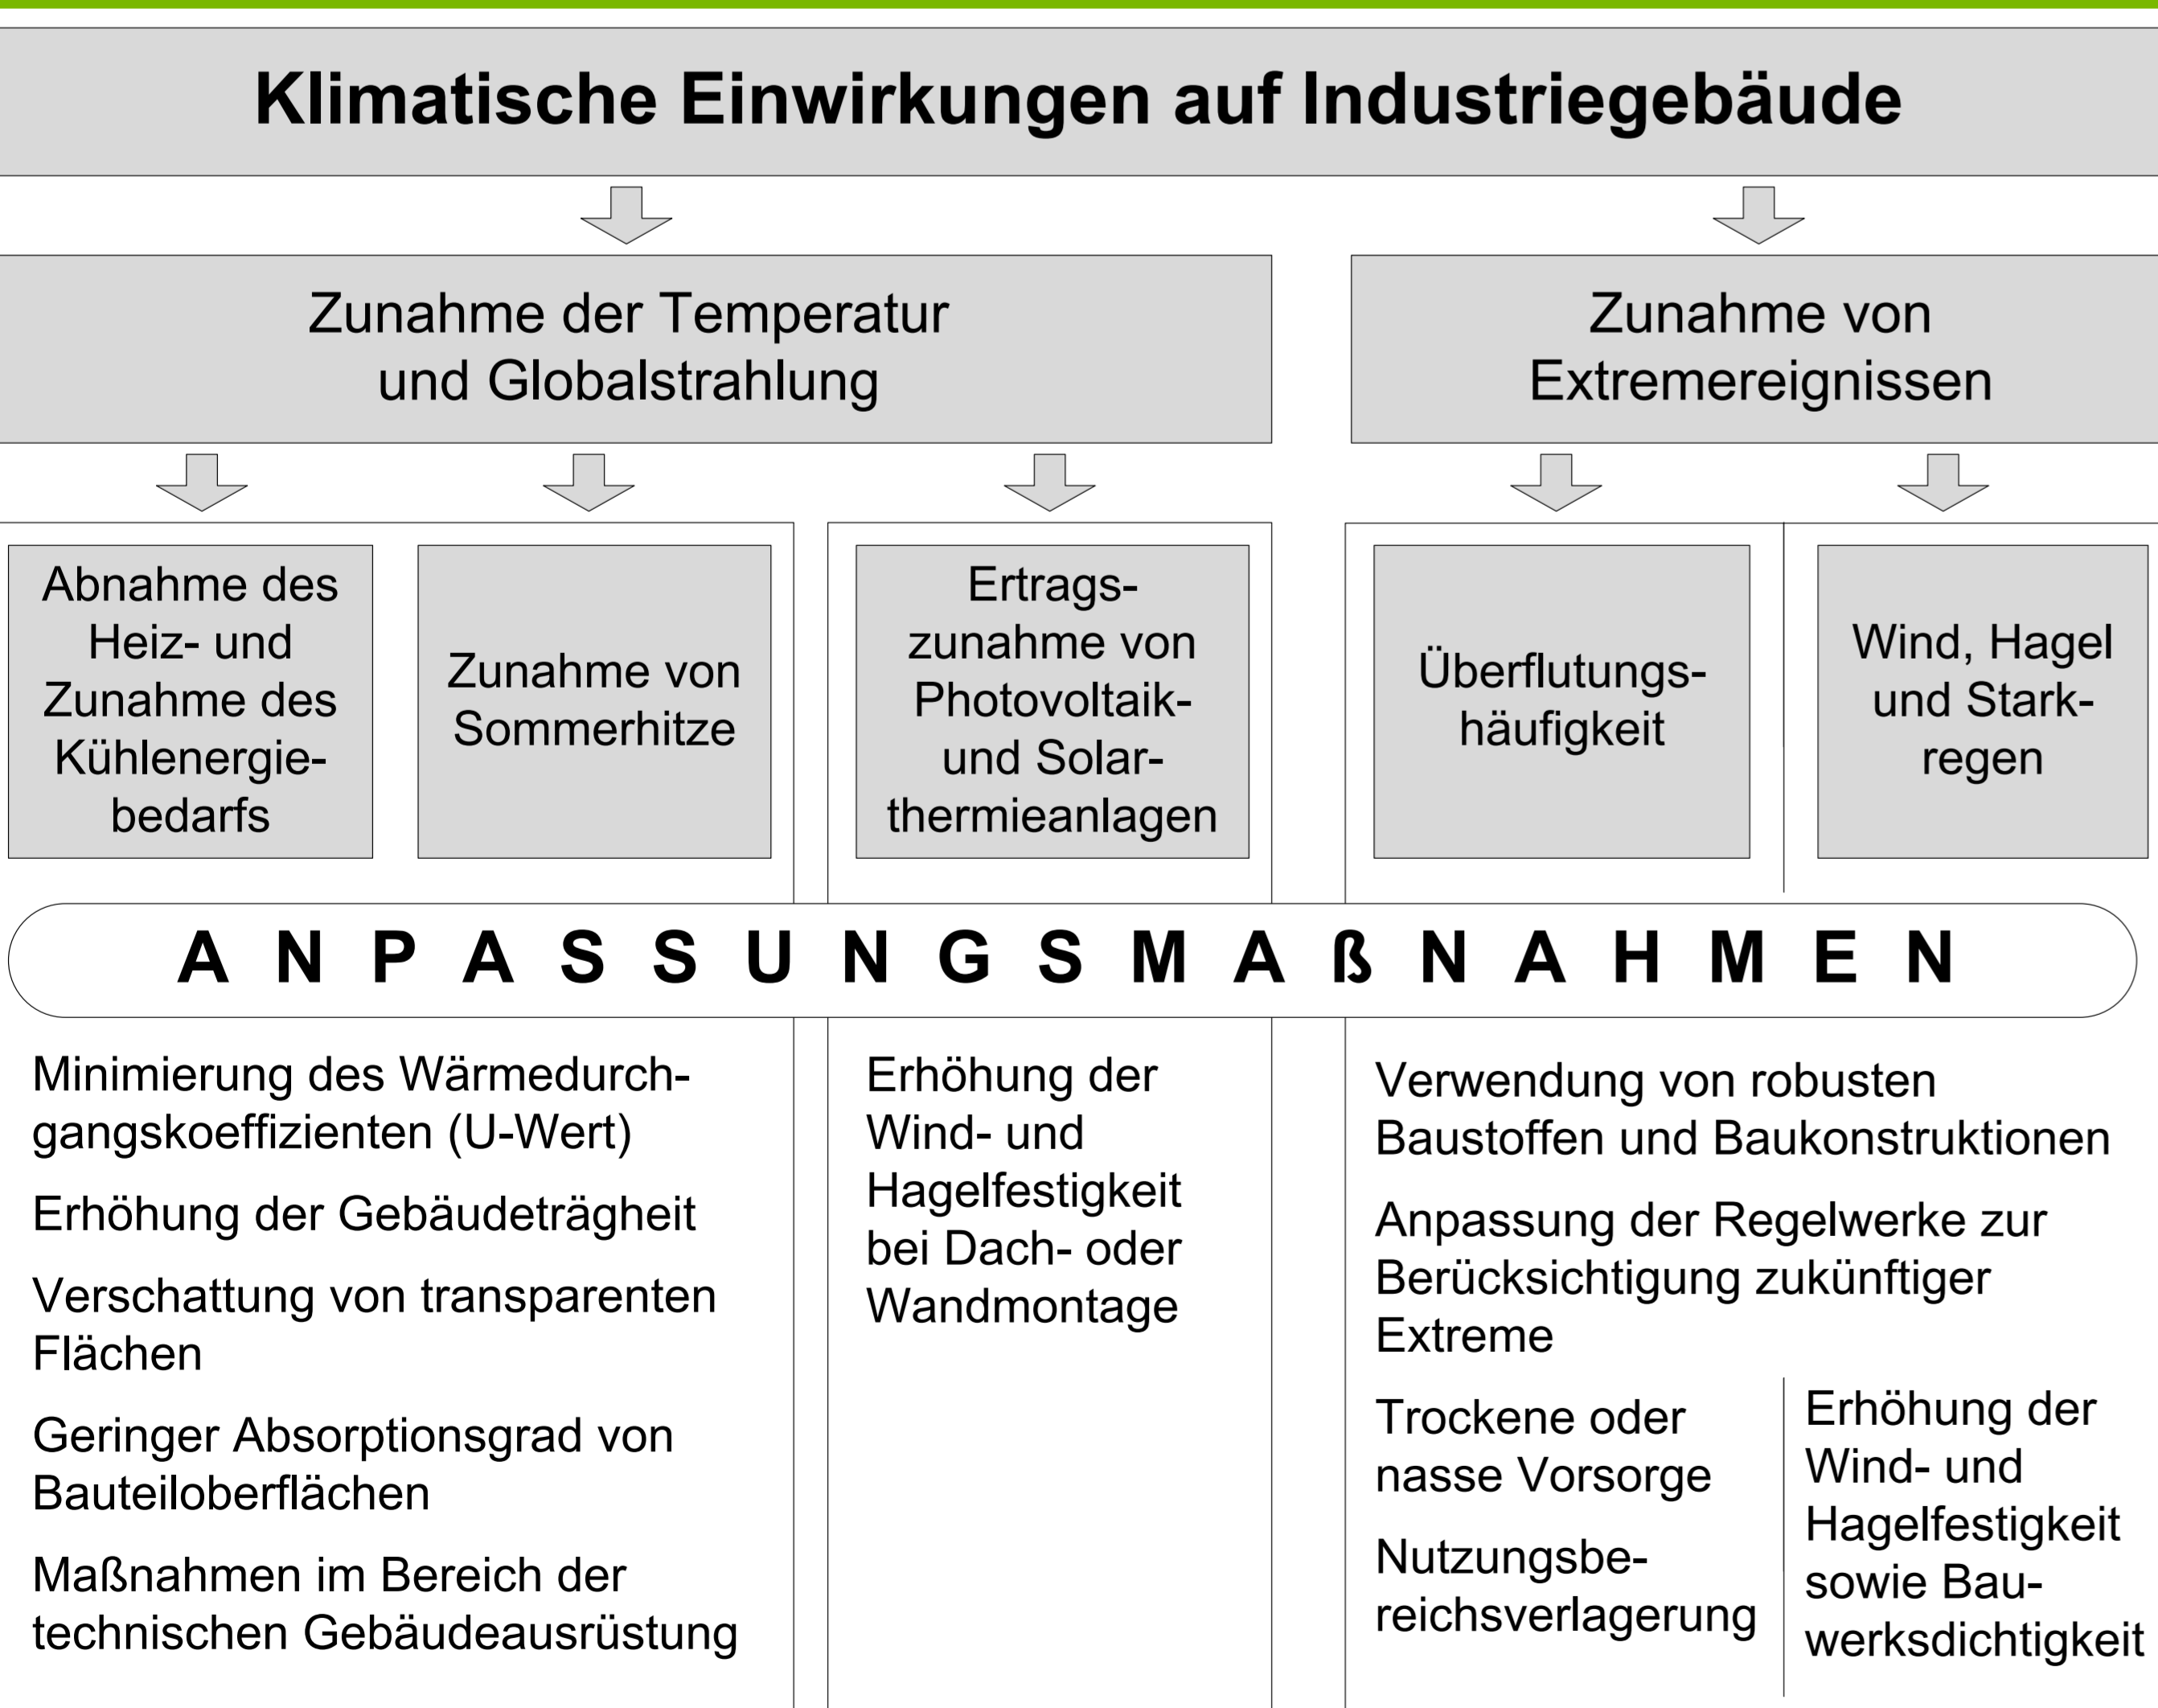 Klimatische Einwirkungen auf Industriegebäude
Zunahme der Temperatur
und Globalstrahlung
Zunahme von
Extremereignissen
Abnahme des
Heiz- und
Zunahme des
Kühlenergie-
bedarfs
Zunahme von
Sommerhitze
Ertrags-
zunahme von
Photovoltaik-
und Solar-
thermieanlagen
Überflutungs-
häufigkeit
Wind, Hagel
und Stark-
regen
ANPASSUNGSMAßNAHMEN
Minimierung des Wärmedurch-
gangskoeffizienten (U-Wert)
Erhöhung der Gebäudeträgheit
Verschattung von transparenten
Flächen
Geringer Absorptionsgrad von
Bauteiloberflächen
Maßnahmen im Bereich der
technischen Gebäudeausrüstung
Erhöhung der
Wind- und
Hagelfestigkeit
bei Dach- oder
Wandmontage
Verwendung von robusten
Baustoffen und Baukonstruktionen
Anpassung der Regelwerke zur
Berücksichtigung zukünftiger
Extreme
Trockene oder
nasse Vorsorge
Nutzungsbe-
reichsverlagerung
Erhöhung der
Wind- und
Hagelfestigkeit
sowie Bau-
werksdichtigkeit